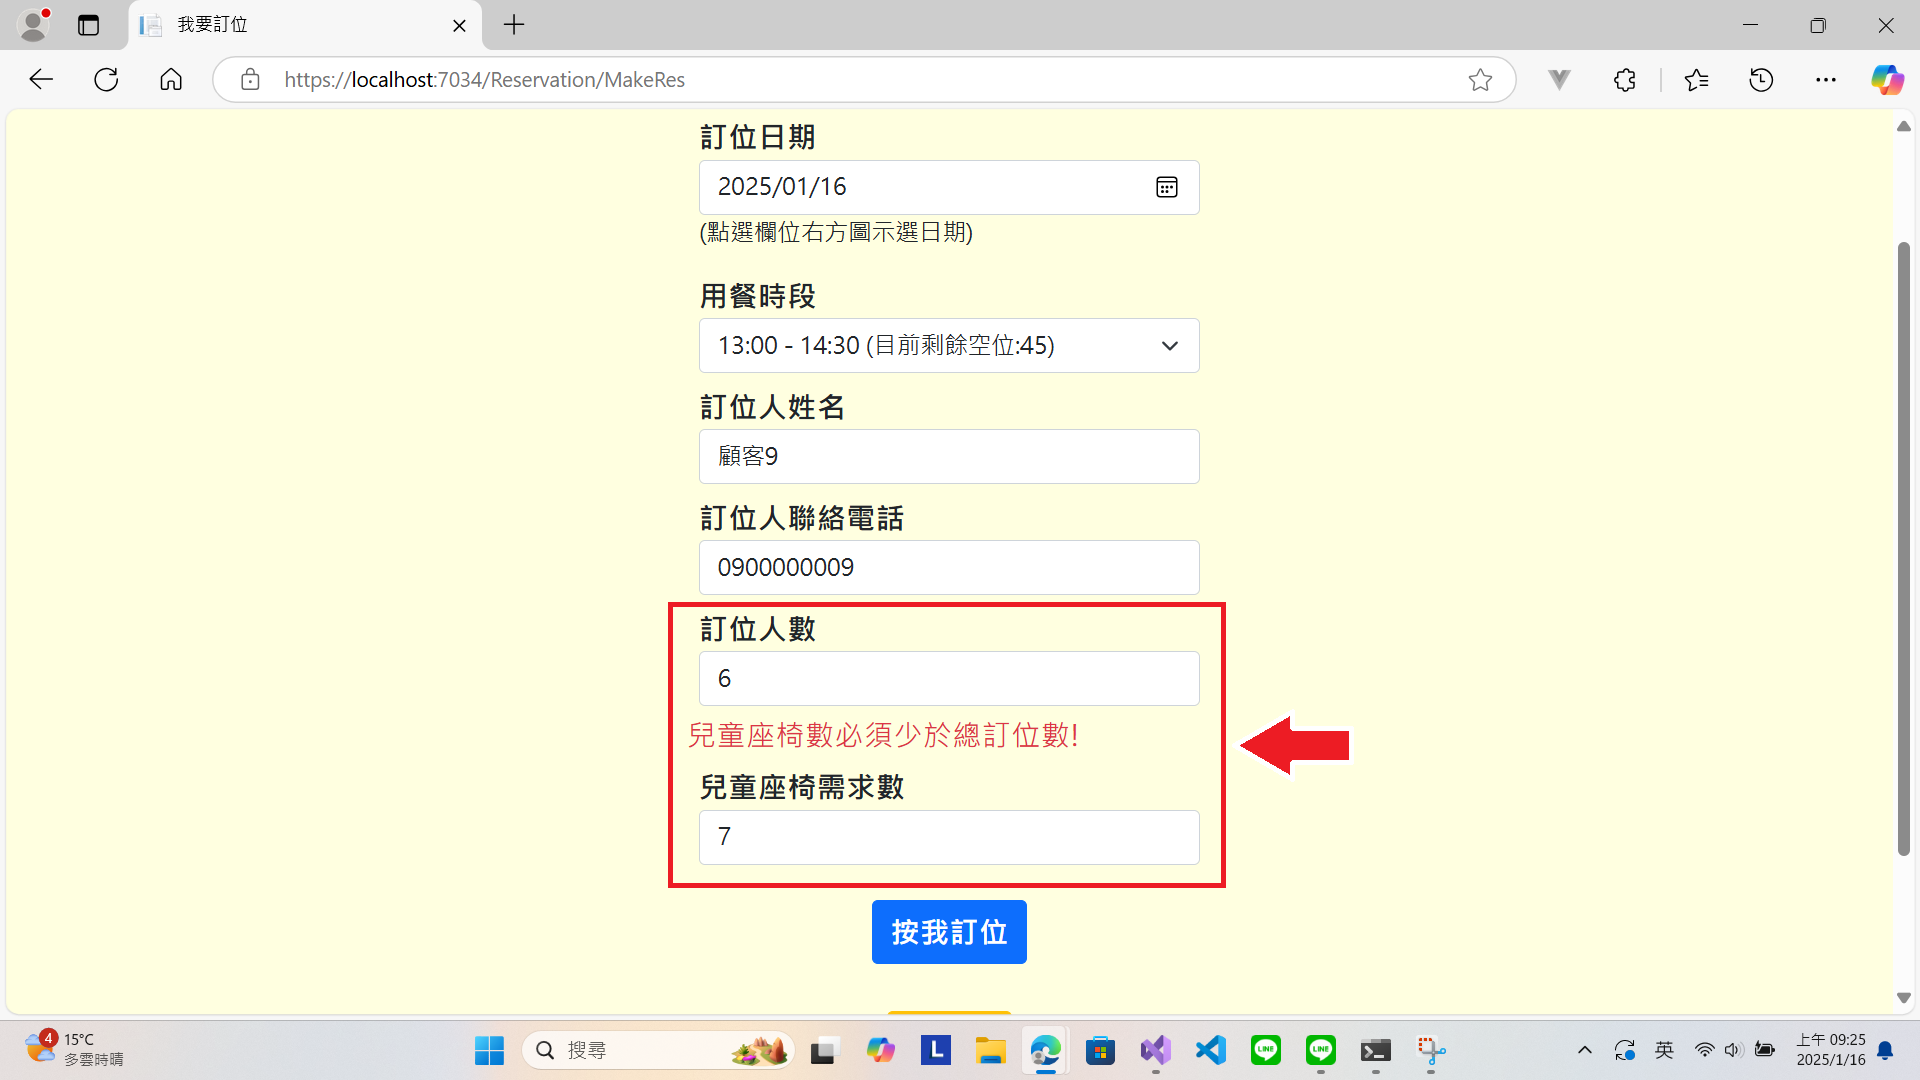 我要訂位
https://localhost:7034/Reservation/MakeRes
訂位日期
2025/01/16
(點選欄位右方圖示選日期)
用餐時段
13:00 - 14:30 (目前剩餘空位:45)
訂位人姓名
顧客9
訂位人聯絡電話
0900000009
訂位人數
6
兒童座椅數必須少於總訂位數!
兒童座椅需求數
7
按我訂位
4
15°C
多雲時晴
搜尋
L
LINE
LINE
英
上午 09:25
2025/1/16